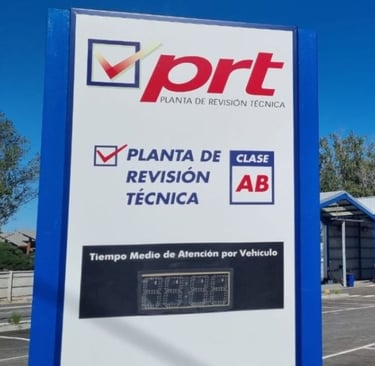 prt
PLANTA DE REVISIÓN TÉCNICA
PLANTA DE
REVISIÓN
TÉCNICA
CLASE
AB
Tiempo Medio de Atención por Vehículo